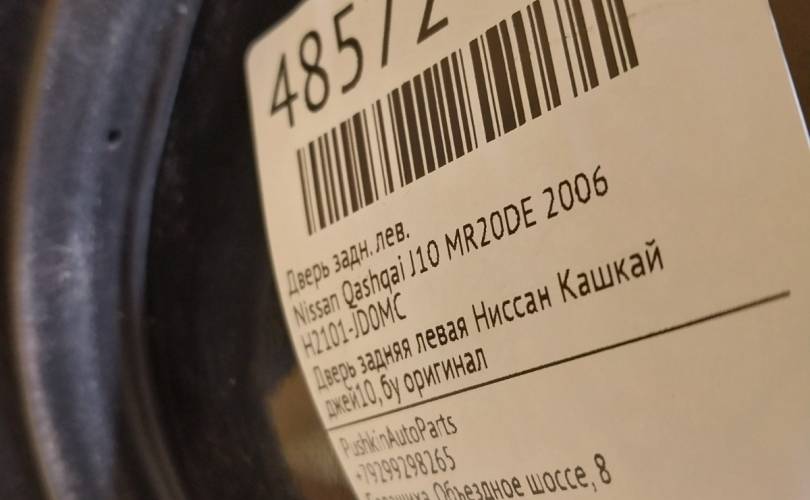 48572
Дверь задн. лев.
Nissan Qashqai J10 MR20DE 2006
H2101-JD0MC
Дверь задняя левая Ниссан Кашкай
джей10, бу оригинал
PushkinAutoParts
+79299298265
Балашиха, Объездное шоссе, 8